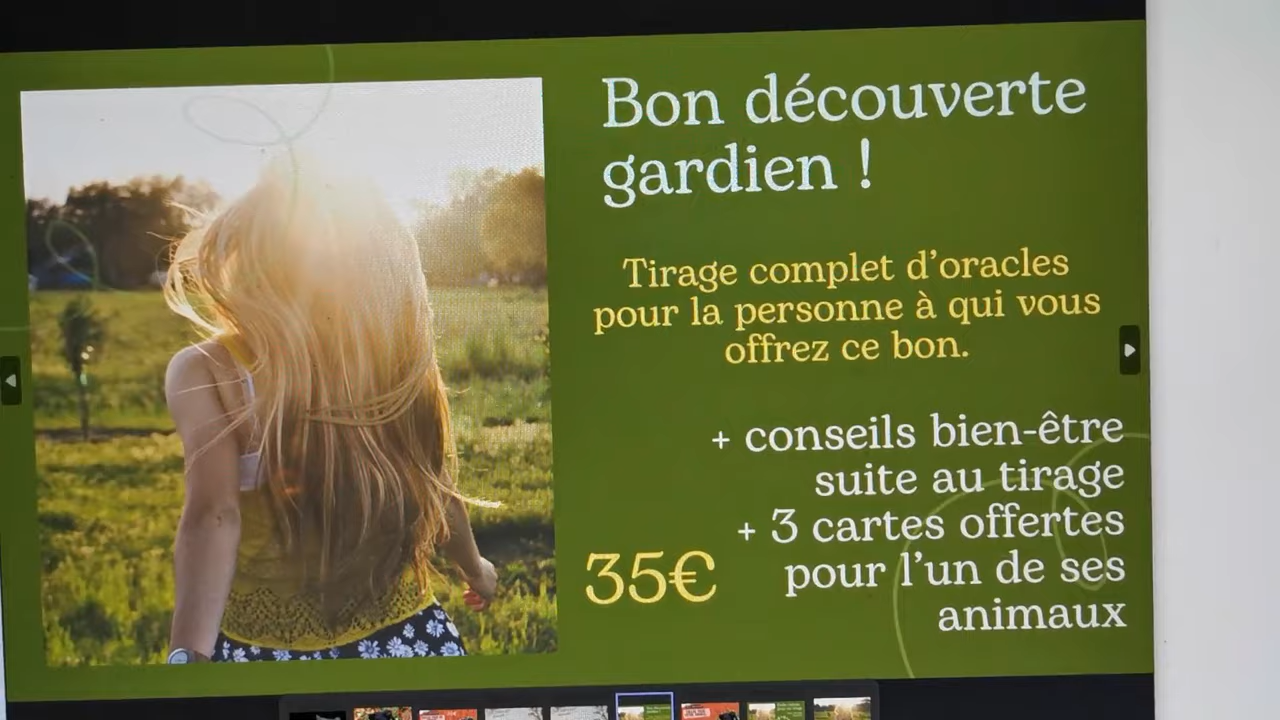 Bon découverte
gardien !
Tirage complet d'oracles
pour la personne à qui vous
offrez ce bon.
+ conseils bien-être
suite au tirage
+ 3 cartes offertes
pour l'un de ses
animaux
35€